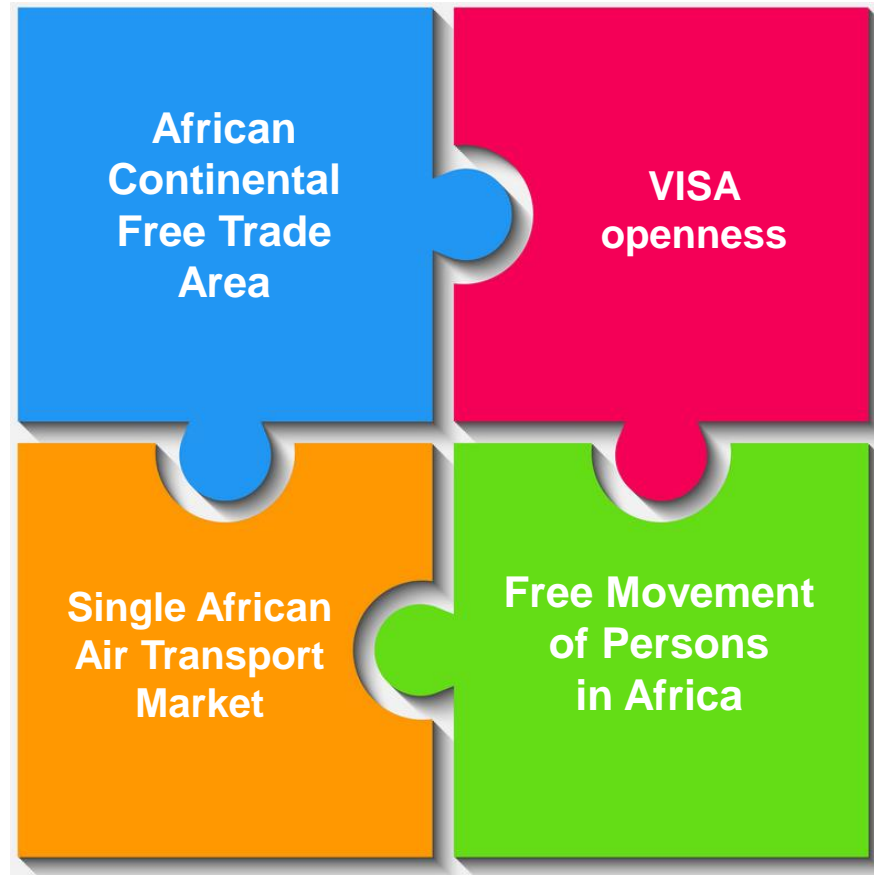 African
Continental
Free Trade
Area
VISA
openness
Single African
Air Transport
Market
Free Movement
of Persons
in Africa